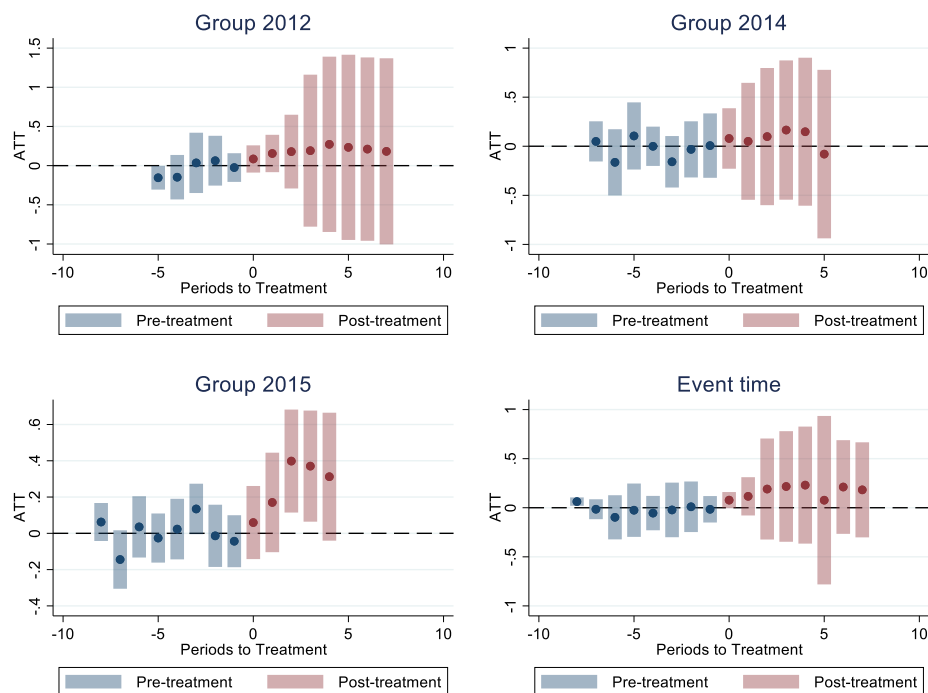 Group 2012
ATT
1.5
1
.5
0
-.5
-1
-10 -5 0 5 10
Periods to Treatment
Pre-treatment Post-treatment
Group 2014
ATT
1
.5
0
-.5
-1
-10 -5 0 5 10
Periods to Treatment
Pre-treatment Post-treatment
Group 2015
ATT
.6
.4
.2
0
-.2
-.4
-10 -5 0 5 10
Periods to Treatment
Pre-treatment Post-treatment
Event time
ATT
1
.5
0
-.5
-1
-10 -5 0 5 10
Periods to Treatment
Pre-treatment Post-treatment